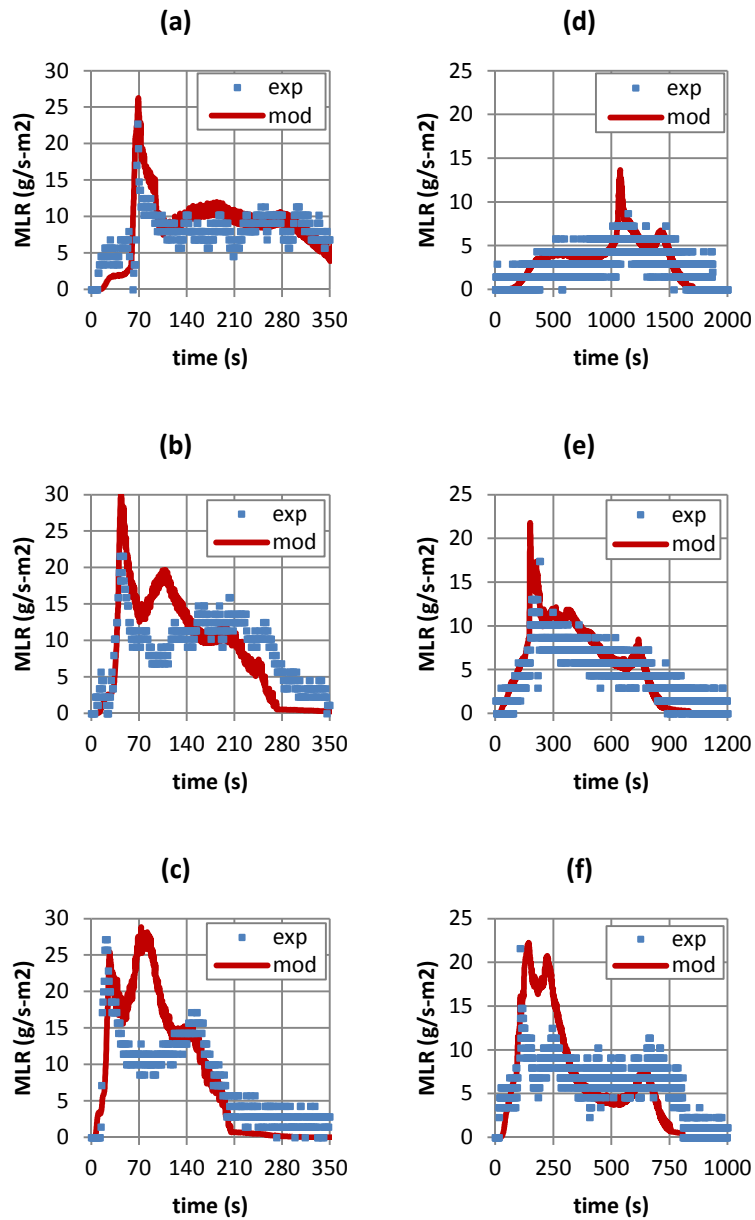 (a)
MLR (g/s-m2)
30
25
20
15
10
5
0
exp
mod
0 70 140 210 280 350
time (s)
(d)
MLR (g/s-m2)
25
20
15
10
5
0
exp
mod
0 500 1000 1500 2000
time (s)
(b)
MLR (g/s-m2)
30
25
20
15
10
5
0
exp
mod
0 70 140 210 280 350
time (s)
(e)
MLR (g/s-m2)
25
20
15
10
5
0
exp
mod
0 300 600 900 1200
time (s)
(c)
MLR (g/s-m2)
30
25
20
15
10
5
0
exp
mod
0 70 140 210 280 350
time (s)
(f)
MLR (g/s-m2)
25
20
15
10
5
0
exp
mod
0 250 500 750 1000
time (s)